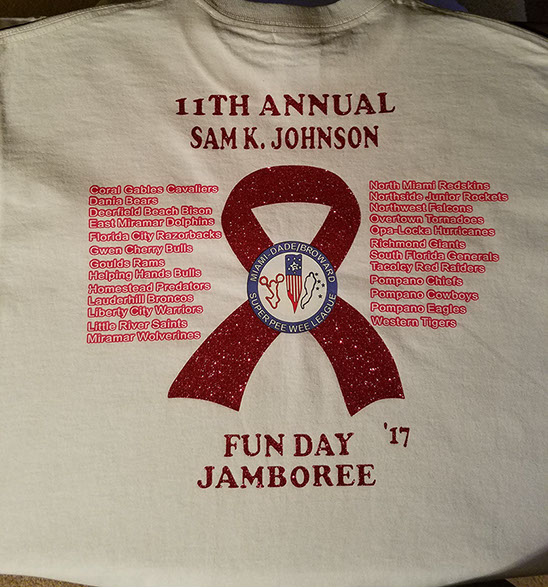 11TH ANNUAL
SAM K. JOHNSON
Coral Gables Cavaliers
Dania Bears
Deerfield Beach Bison
East Miramar Dolphins
Florida City Razorbacks
Gwen Cherry Bulls
Goulds Rams
Helping Hands Bulls
Homestead Predators
Lauderhill Broncos
Liberty City Warriors
Little River Saints
Miramar Wolverines
North Miami Redskins
Northside Junior Rockets
Northwest Falcons
Overtown Tornadoes
Opa-Locka Hurricanes
Richmond Giants
South Florida Generals
Tacolcy Red Raiders
Pompano Chiefs
Pompano Cowboys
Pompano Eagles
Western Tigers
MIAMI-DADE/BROWARD
SUPER PEE WEE LEAGUE
FUN DAY '17
JAMBOREE